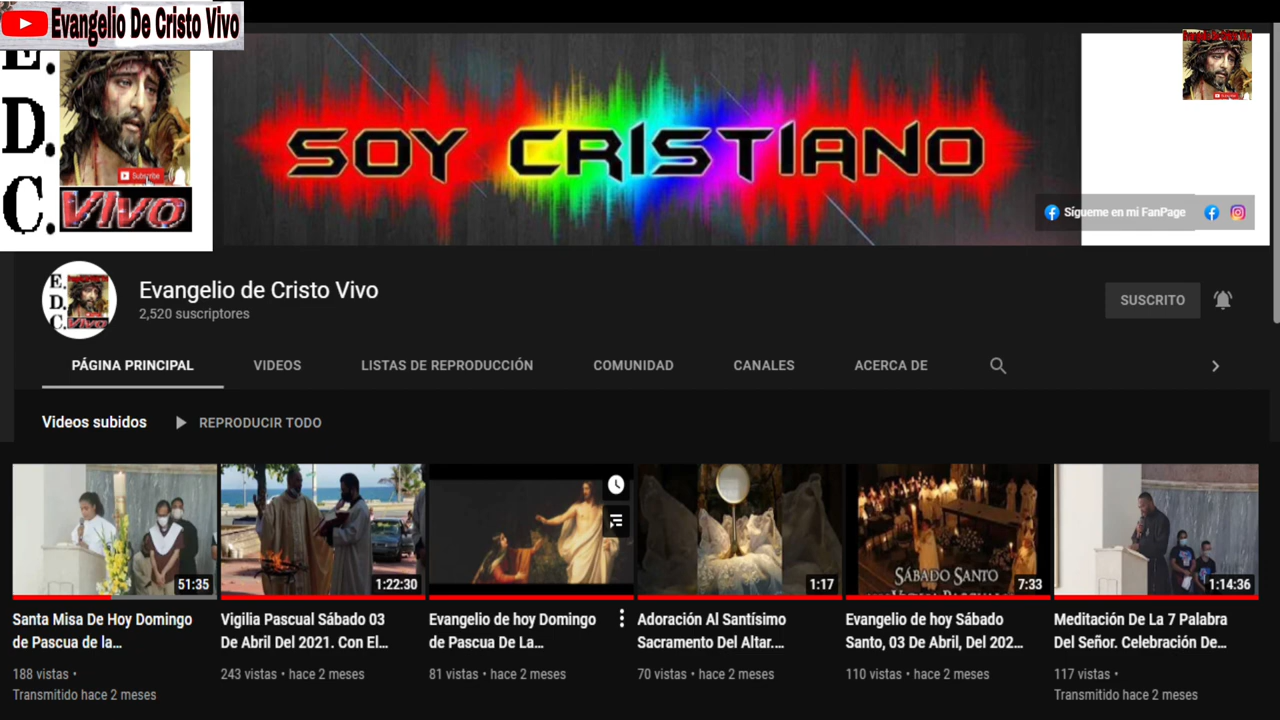 Evangelio De Cristo Vivo
E.
D.
C.
Subscribe
Vivo
SOY CRISTIANO
Evangelio De Cristo Vivo
Sígueme en mi FanPage
E.
D.
C.
Vivo
Evangelio de Cristo Vivo
2,520 suscriptores
SUSCRITO
PÁGINA PRINCIPAL
VIDEOS
LISTAS DE REPRODUCCIÓN
COMUNIDAD
CANALES
ACERCA DE
Videos subidos
REPRODUCIR TODO
51:35
Santa Misa De Hoy Domingo
de Pascua de la...
188 vistas •
Transmitido hace 2 meses
1:22:30
Vigilia Pascual Sábado 03
De Abril Del 2021. Con El...
243 vistas • hace 2 meses
Evangelio de hoy Domingo
de Pascua De La...
81 vistas • hace 2 meses
1:17
Adoración Al Santísimo
Sacramento Del Altar....
70 vistas • hace 2 meses
SÁBADO SANTO
7:33
Evangelio de hoy Sábado
Santo, 03 De Abril, Del 202...
110 vistas • hace 2 meses
1:14:36
Meditación De La 7 Palabra
Del Señor. Celebración De...
117 vistas •
Transmitido hace 2 meses